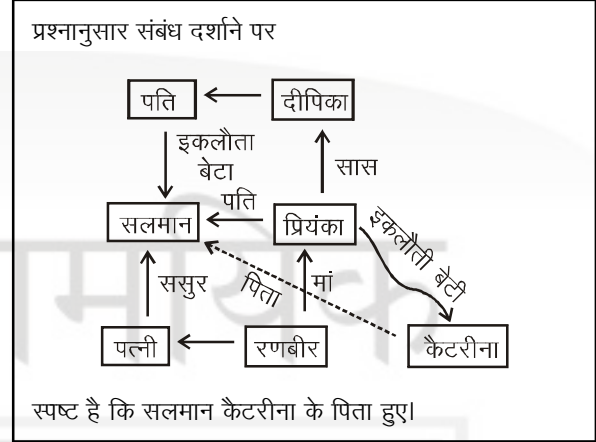 प्रश्नानुसार संबंध दर्शाने पर
पति
दीपिका
इकलौता
बेटा
सास
पति
सलमान
प्रियंका
इकलौती बेटी
ससुर
पिता
मां
पत्नी
रणबीर
कैटरीना
स्पष्ट है कि सलमान कैटरीना के पिता हुए।